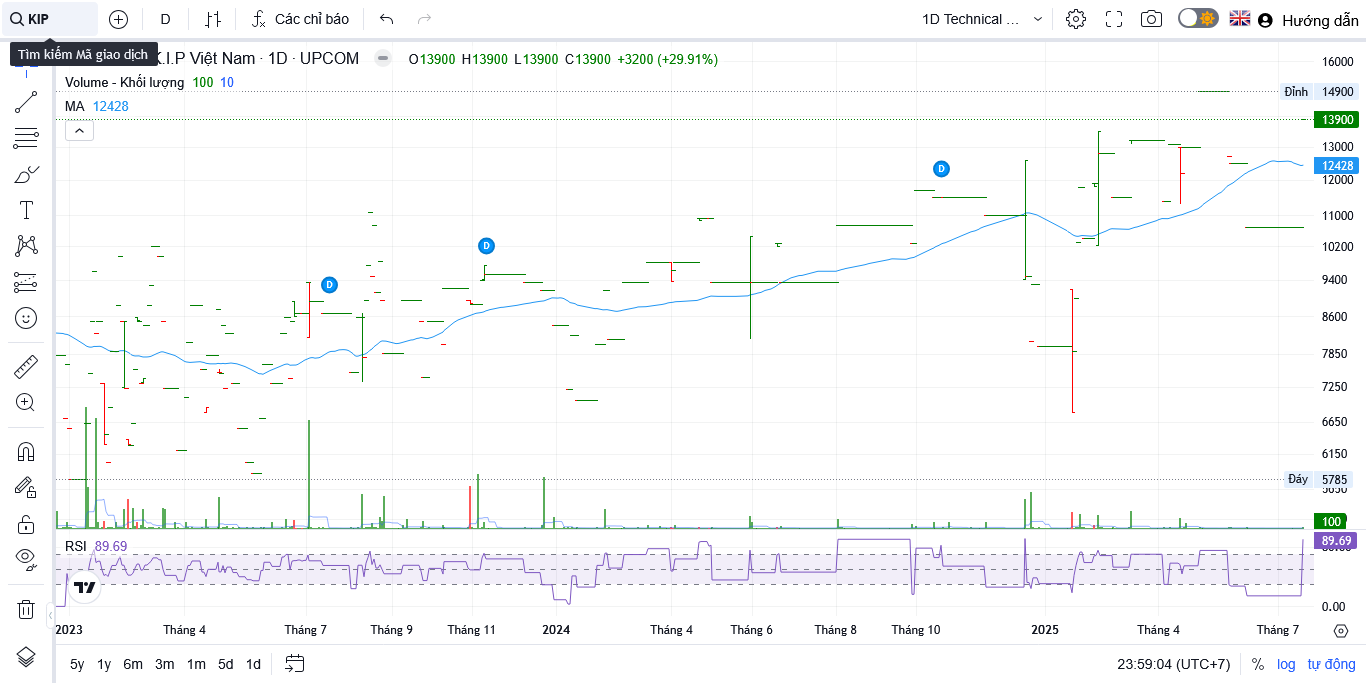 KIP
D
Các chỉ báo
1D Technical ...
Hướng dẫn
Tìm kiếm Mã giao dịch
K.I.P Việt Nam · 1D · UPCOM
O13900 H13900 L13900 C13900 +3200 (+29.91%)
Volume - Khối lượng 100 10
MA 12428
16000
Đỉnh 14900
13900
13000
12428
12000
11000
10200
9400
8600
7850
7250
6650
6150
Đáy 5785
5650
100
D
D
D
RSI 89.69
89.69
0.00
2023 Tháng 4 Tháng 7 Tháng 9 Tháng 11 2024 Tháng 4 Tháng 6 Tháng 8 Tháng 10 2025 Tháng 4 Tháng 7
5y 1y 6m 3m 1m 5d 1d
23:59:04 (UTC+7) % log tự động